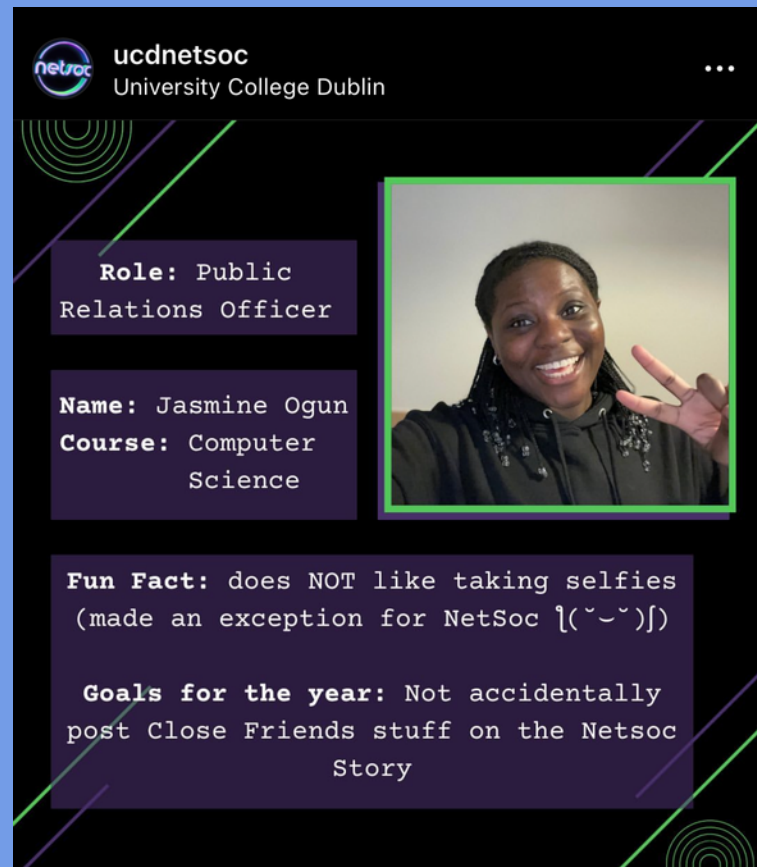 netsoc
ucdnetsoc
University College Dublin
Role: Public
Relations Officer
Name: Jasmine Ogun
Course: Computer
Science
Fun Fact: does NOT like taking selfies
(made an exception for NetSoc ƪ(˘⌣˘)ʃ)
Goals for the year: Not accidentally
post Close Friends stuff on the Netsoc
Story